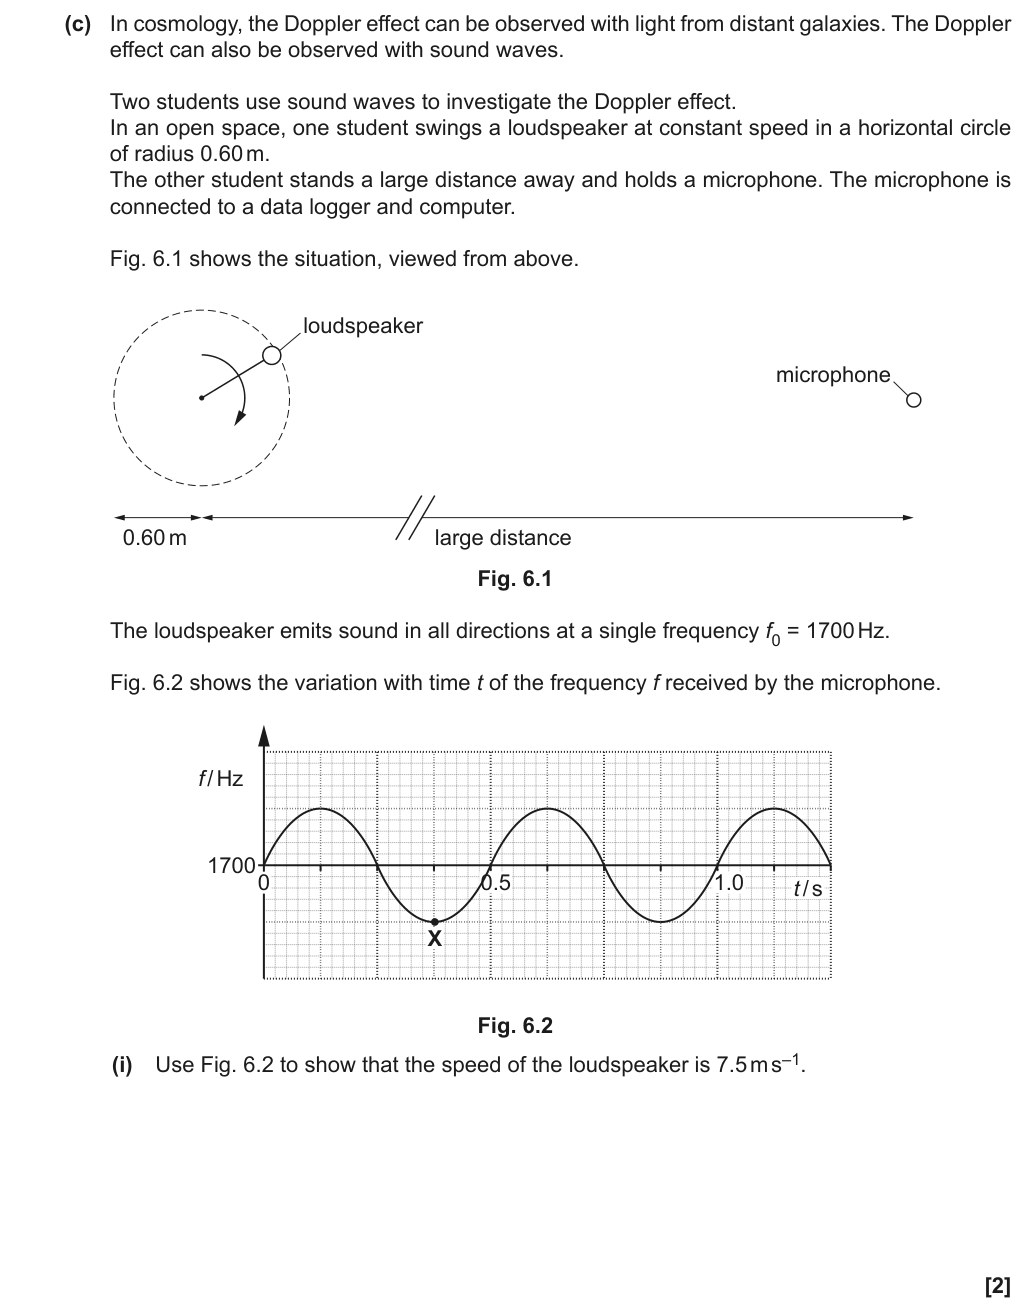 (c) In cosmology, the Doppler effect can be observed with light from distant galaxies. The Doppler
effect can also be observed with sound waves.
Two students use sound waves to investigate the Doppler effect.
In an open space, one student swings a loudspeaker at constant speed in a horizontal circle
of radius 0.60 m.
The other student stands a large distance away and holds a microphone. The microphone is
connected to a data logger and computer.
Fig. 6.1 shows the situation, viewed from above.
loudspeaker
microphone
0.60 m
large distance
Fig. 6.1
The loudspeaker emits sound in all directions at a single frequency f₀ = 1700 Hz.
Fig. 6.2 shows the variation with time t of the frequency f received by the microphone.
f / Hz
1700
0
0.5
1.0
t / s
X
Fig. 6.2
(i) Use Fig. 6.2 to show that the speed of the loudspeaker is 7.5 m s⁻¹.
[2]